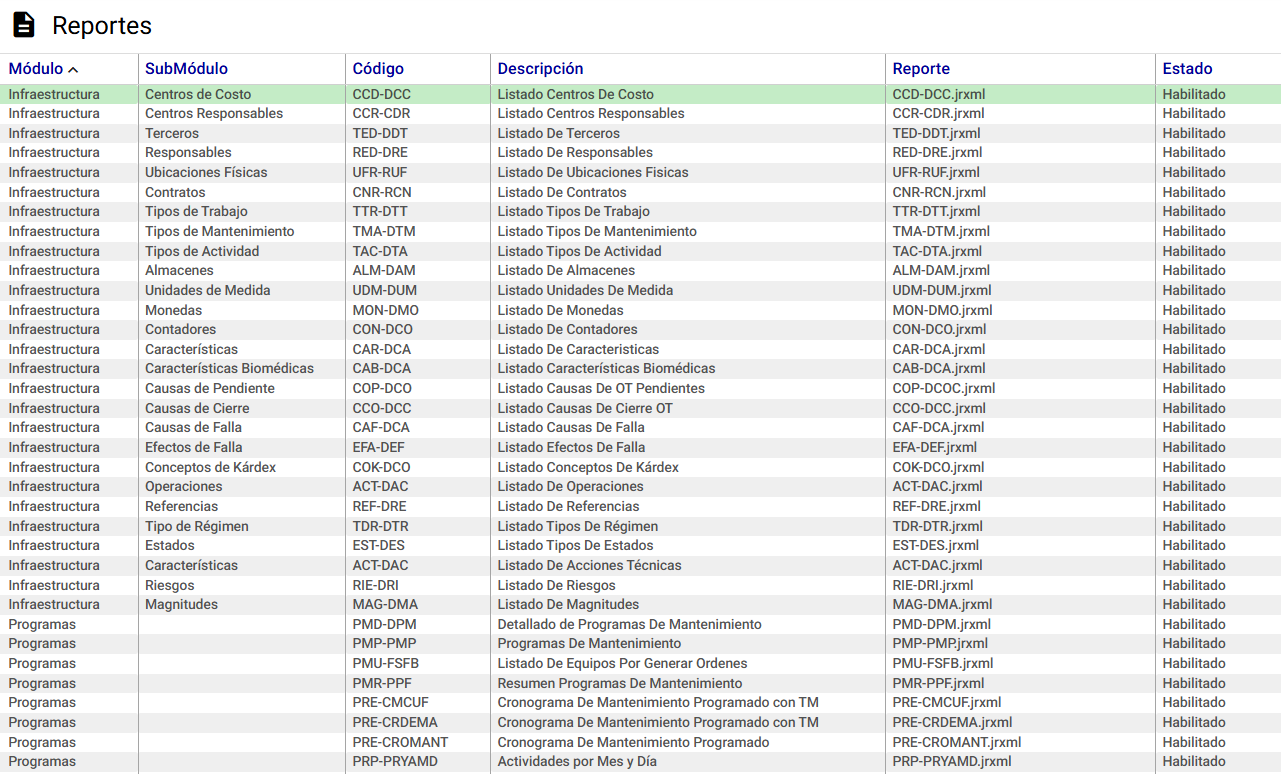 Reportes
Módulo SubMódulo Código Descripción Reporte Estado
Infraestructura Centros de Costo CCD-DCC Listado Centros De Costo CCD-DCC.jrxml Habilitado
Infraestructura Centros Responsables CCR-CDR Listado Centros Responsables CCR-CDR.jrxml Habilitado
Infraestructura Terceros TED-DDT Listado De Terceros TED-DDT.jrxml Habilitado
Infraestructura Responsables RED-DRE Listado De Responsables RED-DRE.jrxml Habilitado
Infraestructura Ubicaciones Físicas UFR-RUF Listado De Ubicaciones Fisicas UFR-RUF.jrxml Habilitado
Infraestructura Contratos CNR-RCN Listado De Contratos CNR-RCN.jrxml Habilitado
Infraestructura Tipos de Trabajo TTR-DTT Listado Tipos De Trabajo TTR-DTT.jrxml Habilitado
Infraestructura Tipos de Mantenimiento TMA-DTM Listado Tipos De Mantenimiento TMA-DTM.jrxml Habilitado
Infraestructura Tipos de Actividad TAC-DTA Listado Tipos De Actividad TAC-DTA.jrxml Habilitado
Infraestructura Almacenes ALM-DAM Listado De Almacenes ALM-DAM.jrxml Habilitado
Infraestructura Unidades de Medida UDM-DUM Listado Unidades De Medida UDM-DUM.jrxml Habilitado
Infraestructura Monedas MON-DMO Listado De Monedas MON-DMO.jrxml Habilitado
Infraestructura Contadores CON-DCO Listado De Contadores CON-DCO.jrxml Habilitado
Infraestructura Características CAR-DCA Listado De Caracteristicas CAR-DCA.jrxml Habilitado
Infraestructura Características Biomédicas CAB-DCA Listado Características Biomédicas CAB-DCA.jrxml Habilitado
Infraestructura Causas de Pendiente COP-DCO Listado Causas De OT Pendientes COP-DCOC.jrxml Habilitado
Infraestructura Causas de Cierre CCO-DCC Listado Causas De Cierre OT CCO-DCC.jrxml Habilitado
Infraestructura Causas de Falla CAF-DCA Listado Causas De Falla CAF-DCA.jrxml Habilitado
Infraestructura Efectos de Falla EFA-DEF Listado Efectos De Falla EFA-DEF.jrxml Habilitado
Infraestructura Conceptos de Kárdex COK-DCO Listado Conceptos De Kárdex COK-DCO.jrxml Habilitado
Infraestructura Operaciones ACT-DAC Listado De Operaciones ACT-DAC.jrxml Habilitado
Infraestructura Referencias REF-DRE Listado De Referencias REF-DRE.jrxml Habilitado
Infraestructura Tipo de Régimen TDR-DTR Listado Tipos De Régimen TDR-DTR.jrxml Habilitado
Infraestructura Estados EST-DES Listado Tipos De Estados EST-DES.jrxml Habilitado
Infraestructura Características ACT-DAC Listado De Acciones Técnicas ACT-DAC.jrxml Habilitado
Infraestructura Riesgos RIE-DRI Listado De Riesgos RIE-DRI.jrxml Habilitado
Infraestructura Magnitudes MAG-DMA Listado De Magnitudes MAG-DMA.jrxml Habilitado
Programas PMD-DPM Detallado de Programas De Mantenimiento PMD-DPM.jrxml Habilitado
Programas PMP-PMP Programas De Mantenimiento PMP-PMP.jrxml Habilitado
Programas PMU-FSFB Listado De Equipos Por Generar Ordenes PMU-FSFB.jrxml Habilitado
Programas PMR-PPF Resumen Programas De Mantenimiento PMR-PPF.jrxml Habilitado
Programas PRE-CMCUF Cronograma De Mantenimiento Programado con TM PRE-CMCUF.jrxml Habilitado
Programas PRE-CRDEMA Cronograma De Mantenimiento Programado con TM PRE-CRDEMA.jrxml Habilitado
Programas PRE-CROMANT Cronograma De Mantenimiento Programado PRE-CROMANT.jrxml Habilitado
Programas PRP-PRYAMD Actividades por Mes y Día PRP-PRYAMD.jrxml Habilitado